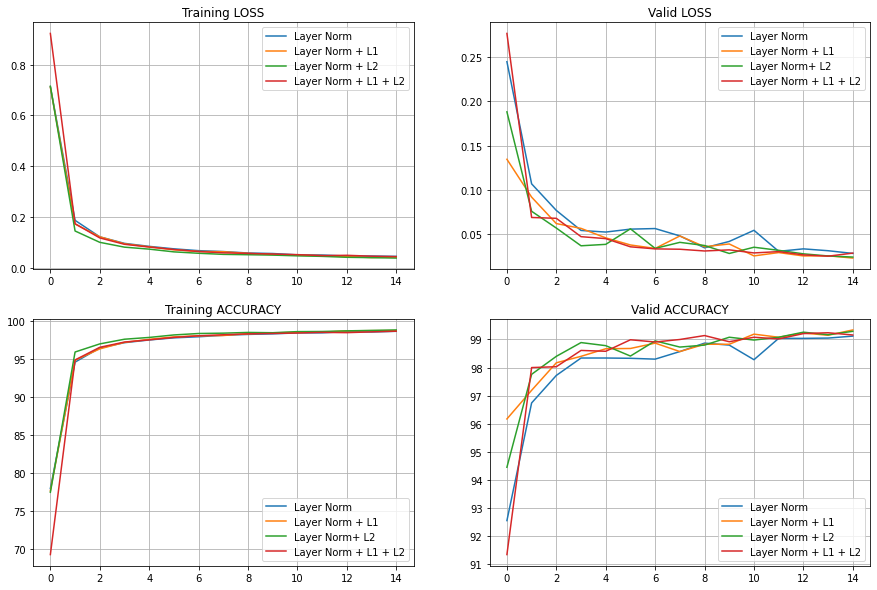 Training LOSS
Layer Norm
Layer Norm + L1
Layer Norm + L2
Layer Norm + L1 + L2
0.8
0.6
0.4
0.2
0.0
0 2 4 6 8 10 12 14
Valid LOSS
Layer Norm
Layer Norm + L1
Layer Norm+ L2
Layer Norm + L1 + L2
0.25
0.20
0.15
0.10
0.05
0 2 4 6 8 10 12 14
Training ACCURACY
100
95
90
85
80
75
70
Layer Norm
Layer Norm + L1
Layer Norm+ L2
Layer Norm + L1 + L2
0 2 4 6 8 10 12 14
Valid ACCURACY
99
98
97
96
95
94
93
92
91
Layer Norm
Layer Norm + L1
Layer Norm + L2
Layer Norm + L1 + L2
0 2 4 6 8 10 12 14